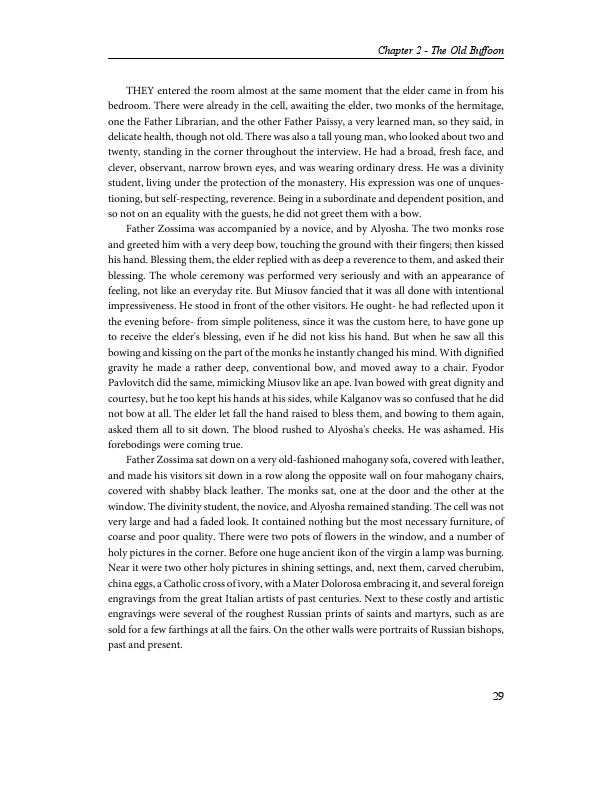 Chapter 2 - The Old Buffoon
THEY entered the room almost at the same moment that the elder came in from his
bedroom. There were already in the cell, awaiting the elder, two monks of the hermitage,
one the Father Librarian, and the other Father Paissy, a very learned man, so they said, in
delicate health, though not old. There was also a tall young man, who looked about two and
twenty, standing in the corner throughout the interview. He had a broad, fresh face, and
clever, observant, narrow brown eyes, and was wearing ordinary dress. He was a divinity
student, living under the protection of the monastery. His expression was one of unques-
tioning, but self-respecting, reverence. Being in a subordinate and dependent position, and
so not on an equality with the guests, he did not greet them with a bow.
Father Zossima was accompanied by a novice, and by Alyosha. The two monks rose
and greeted him with a very deep bow, touching the ground with their fingers; then kissed
his hand. Blessing them, the elder replied with as deep a reverence to them, and asked their
blessing. The whole ceremony was performed very seriously and with an appearance of
feeling, not like an everyday rite. But Miusov fancied that it was all done with intentional
impressiveness. He stood in front of the other visitors. He ought- he had reflected upon it
the evening before- from simple politeness, since it was the custom here, to have gone up
to receive the elder's blessing, even if he did not kiss his hand. But when he saw all this
bowing and kissing on the part of the monks he instantly changed his mind. With dignified
gravity he made a rather deep, conventional bow, and moved away to a chair. Fyodor
Pavlovitch did the same, mimicking Miusov like an ape. Ivan bowed with great dignity and
courtesy, but he too kept his hands at his sides, while Kalganov was so confused that he did
not bow at all. The elder let fall the hand raised to bless them, and bowing to them again,
asked them all to sit down. The blood rushed to Alyosha's cheeks. He was ashamed. His
forebodings were coming true.
Father Zossima sat down on a very old-fashioned mahogany sofa, covered with leather,
and made his visitors sit down in a row along the opposite wall on four mahogany chairs,
covered with shabby black leather. The monks sat, one at the door and the other at the
window. The divinity student, the novice, and Alyosha remained standing. The cell was not
very large and had a faded look. It contained nothing but the most necessary furniture, of
coarse and poor quality. There were two pots of flowers in the window, and a number of
holy pictures in the corner. Before one huge ancient ikon of the virgin a lamp was burning.
Near it were two other holy pictures in shining settings, and, next them, carved cherubim,
china eggs, a Catholic cross of ivory, with a Mater Dolorosa embracing it, and several foreign
engravings from the great Italian artists of past centuries. Next to these costly and artistic
engravings were several of the roughest Russian prints of saints and martyrs, such as are
sold for a few farthings at all the fairs. On the other walls were portraits of Russian bishops,
past and present.
29